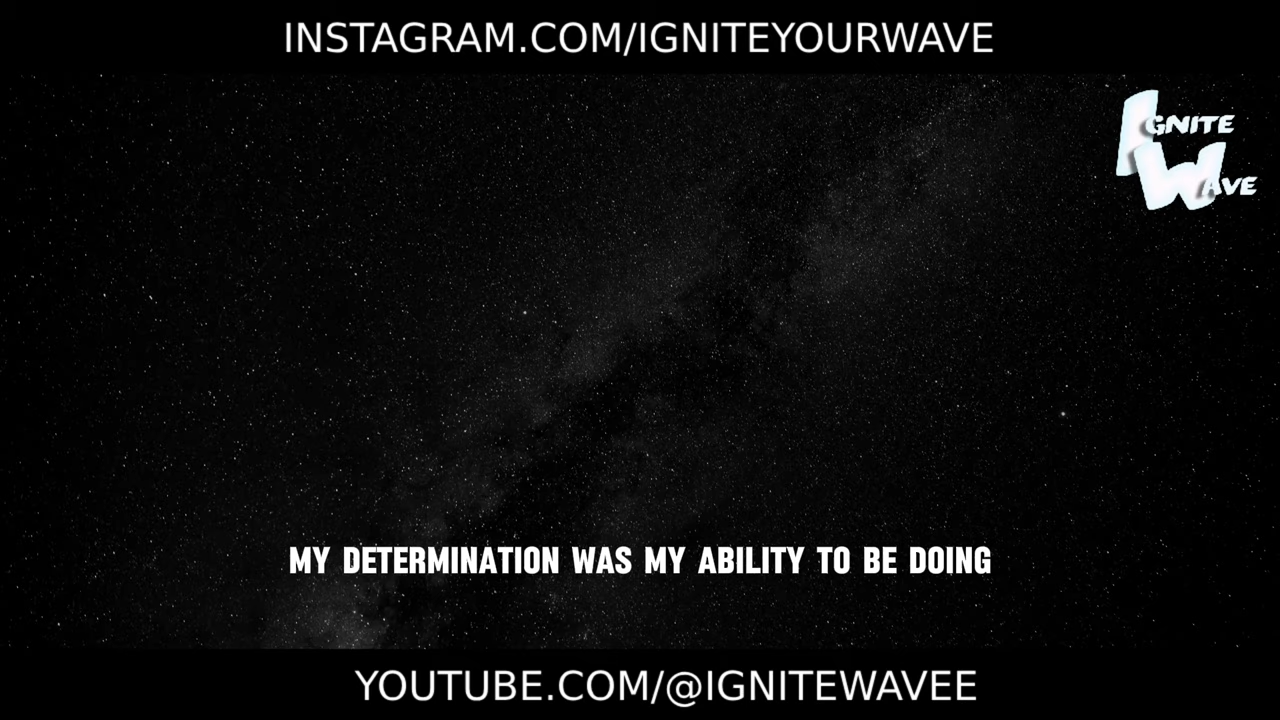 INSTAGRAM.COM/IGNITEYOURWAVE
IGNITE
WAVE
MY DETERMINATION WAS MY ABILITY TO BE DOING
YOUTUBE.COM/@IGNITEWAVEE